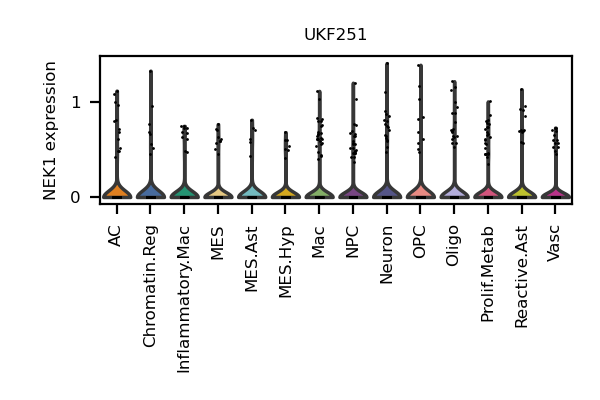 UKF251
NEK1 expression
1
0
AC
Chromatin.Reg
Inflammatory.Mac
MES
MES.Ast
MES.Hyp
Mac
NPC
Neuron
OPC
Oligo
Prolif.Metab
Reactive.Ast
Vasc